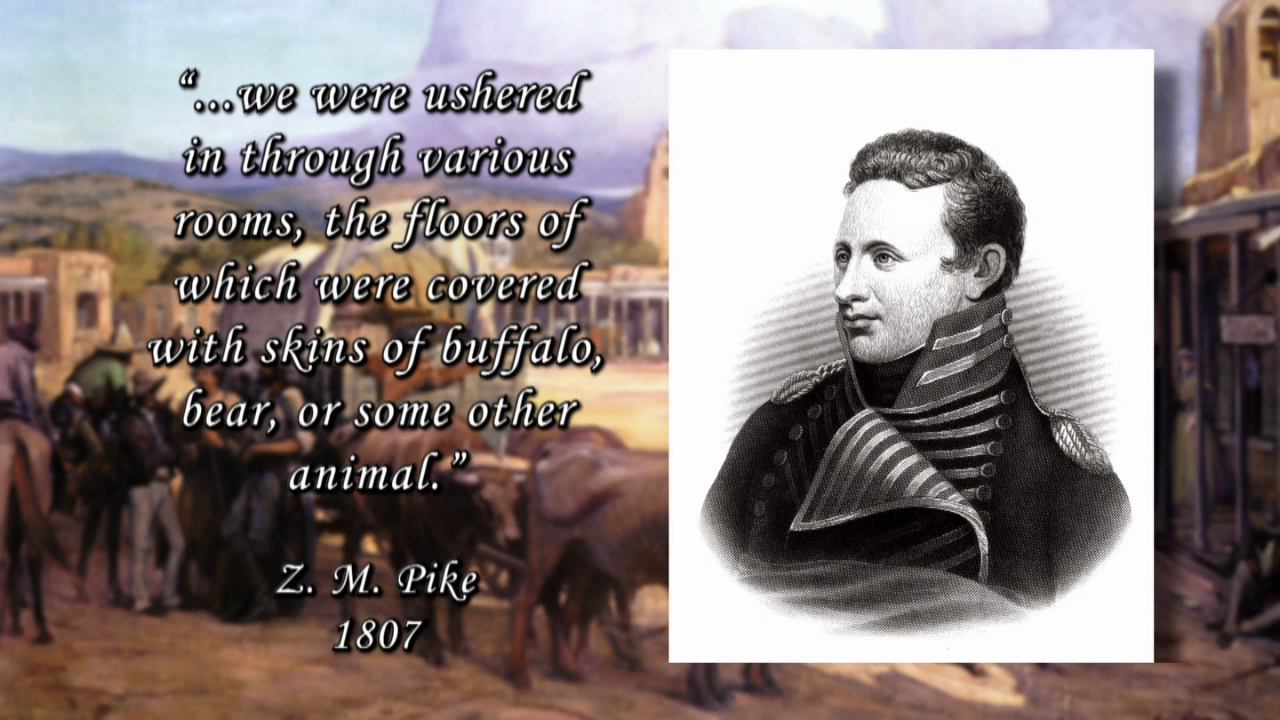 “...we were ushered
in through various
rooms, the floors of
which were covered
with skins of buffalo,
bear, or some other
animal.”
Z. M. Pike
1807